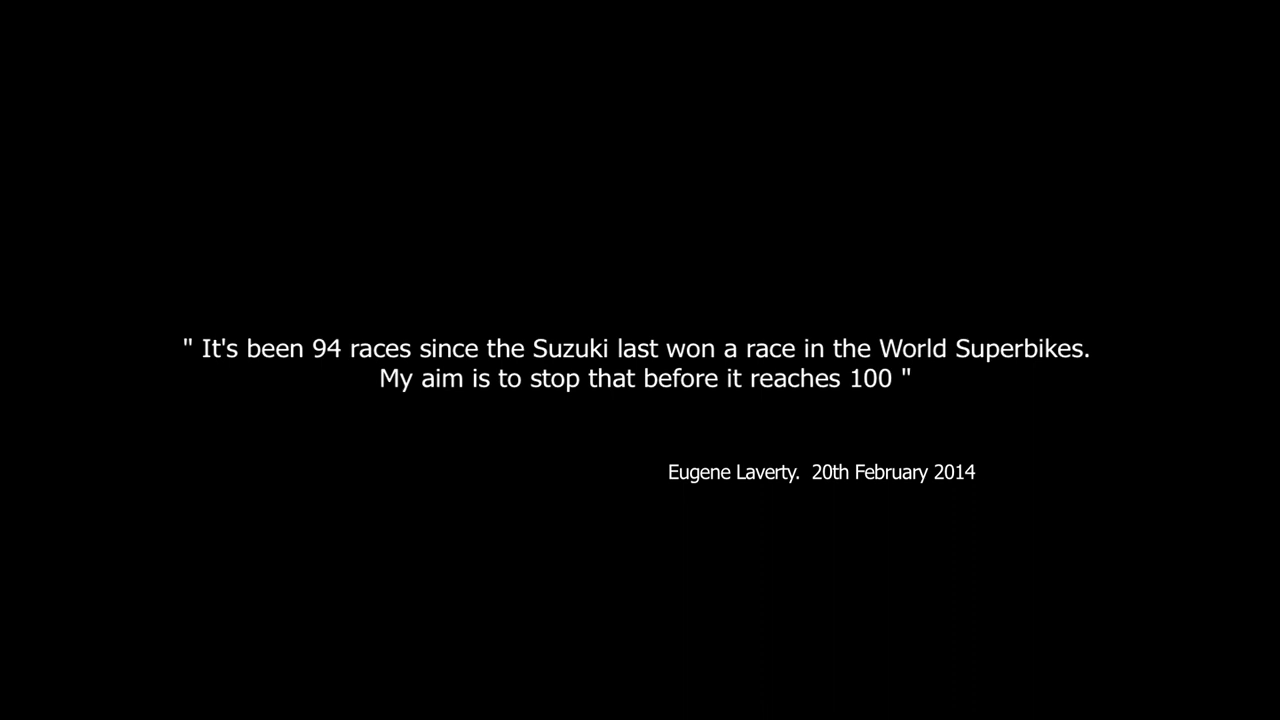 " It's been 94 races since the Suzuki last won a race in the World Superbikes.
My aim is to stop that before it reaches 100 "
Eugene Laverty.  20th February 2014